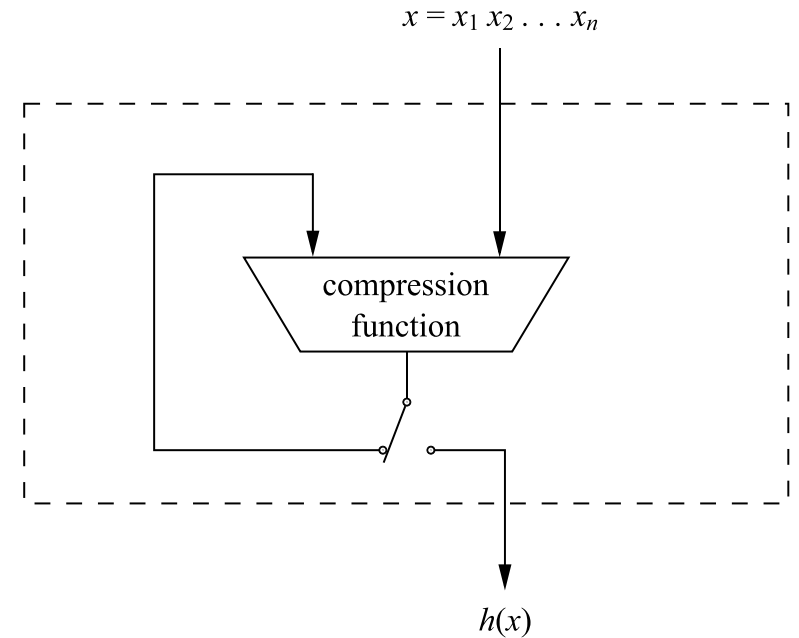 x = x₁ x₂ . . . xₙ
compression
function
h(x)